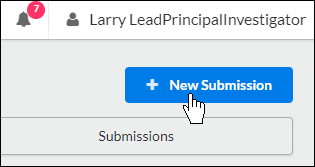 7
Larry LeadPrincipalInvestigator
+ New Submission
Submissions